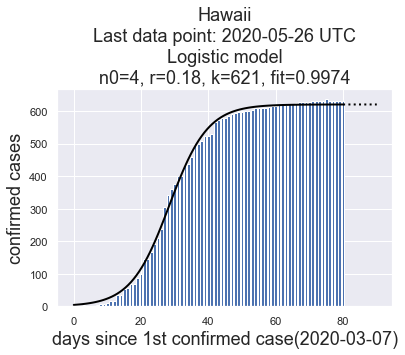 Hawaii
Last data point: 2020-05-26 UTC
Logistic model
n0=4, r=0.18, k=621, fit=0.9974
confirmed cases
600
500
400
300
200
100
0
0 20 40 60 80
days since 1st confirmed case(2020-03-07)